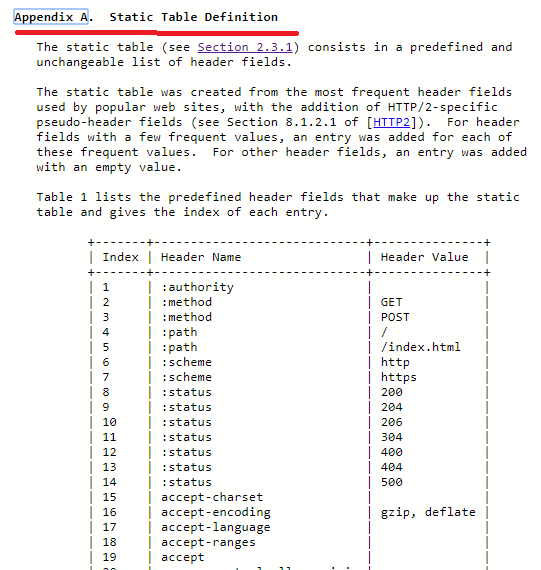 Appendix A.  Static Table Definition
The static table (see Section 2.3.1) consists in a predefined and
unchangeable list of header fields.
The static table was created from the most frequent header fields
used by popular web sites, with the addition of HTTP/2-specific
pseudo-header fields (see Section 8.1.2.1 of [HTTP2]).  For header
fields with a few frequent values, an entry was added for each of
these frequent values.  For other header fields, an entry was added
with an empty value.
Table 1 lists the predefined header fields that make up the static
table and gives the index of each entry.
+-------+-----------------------------+---------------+
| Index | Header Name                 | Header Value  |
+-------+-----------------------------+---------------+
| 1     | :authority                  |               |
| 2     | :method                     | GET           |
| 3     | :method                     | POST          |
| 4     | :path                       | /             |
| 5     | :path                       | /index.html   |
| 6     | :scheme                     | http          |
| 7     | :scheme                     | https         |
| 8     | :status                     | 200           |
| 9     | :status                     | 204           |
| 10    | :status                     | 206           |
| 11    | :status                     | 304           |
| 12    | :status                     | 400           |
| 13    | :status                     | 404           |
| 14    | :status                     | 500           |
| 15    | accept-charset              |               |
| 16    | accept-encoding             | gzip, deflate |
| 17    | accept-language             |               |
| 18    | accept-ranges               |               |
| 19    | accept                      |               |